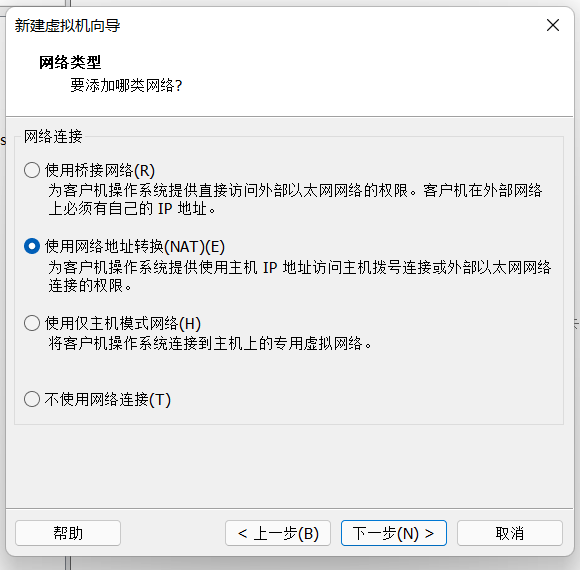 新建虚拟机向导
网络类型
要添加哪类网络?
网络连接
使用桥接网络(R)
为客户机操作系统提供直接访问外部以太网网络的权限。客户机在外部网络
上必须有自己的 IP 地址。
使用网络地址转换(NAT)(E)
为客户机操作系统提供使用主机 IP 地址访问主机拨号连接或外部以太网网络
连接的权限。
使用仅主机模式网络(H)
将客户机操作系统连接到主机上的专用虚拟网络。
不使用网络连接(T)
帮助
< 上一步(B)
下一步(N) >
取消